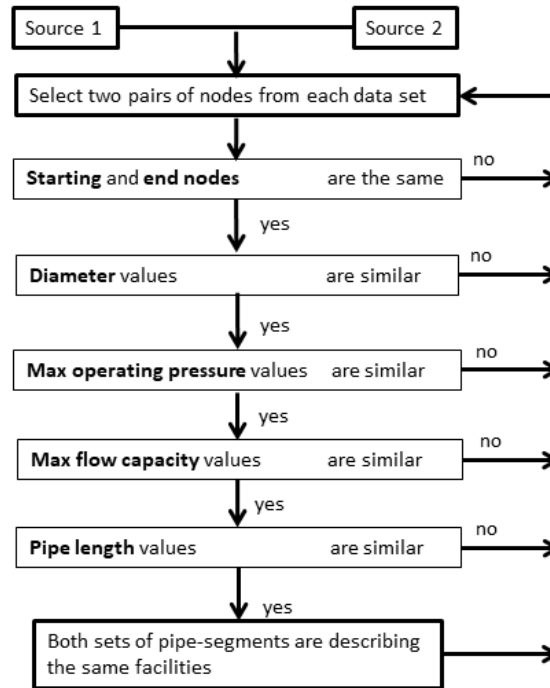 Source 1
Source 2
Select two pairs of nodes from each data set
Starting and end nodes are the same
no
yes
Diameter values are similar
no
yes
Max operating pressure values are similar
no
yes
Max flow capacity values are similar
no
yes
Pipe length values are similar
no
yes
Both sets of pipe-segments are describing
the same facilities